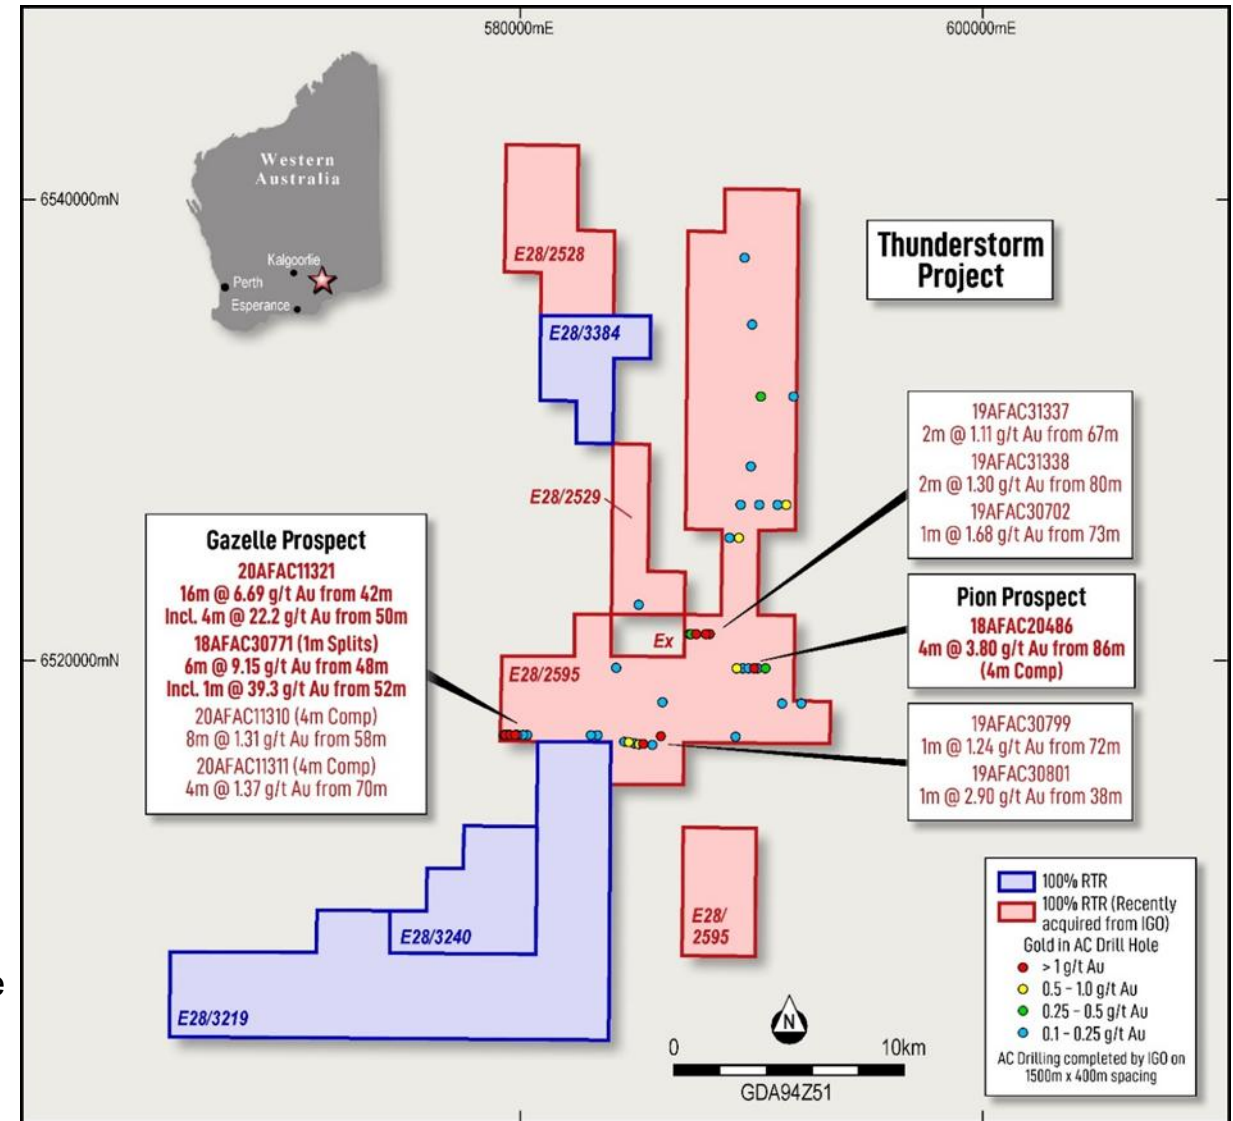 580000mE
600000mE
6540000mN
6520000mN
Western
Australia
Kalgoorlie
Perth
Esperance
Thunderstorm
Project
E28/2528
E28/3384
E28/2529
Ex
E28/2595
E28/
2595
E28/3240
E28/3219
Gazelle Prospect
20AFAC11321
16m @ 6.69 g/t Au from 42m
Incl. 4m @ 22.2 g/t Au from 50m
18AFAC30771 (1m Splits)
6m @ 9.15 g/t Au from 48m
Incl. 1m @ 39.3 g/t Au from 52m
20AFAC11310 (4m Comp)
8m @ 1.31 g/t Au from 58m
20AFAC11311 (4m Comp)
4m @ 1.37 g/t Au from 70m
19AFAC31337
2m @ 1.11 g/t Au from 67m
19AFAC31338
2m @ 1.30 g/t Au from 80m
19AFAC30702
1m @ 1.68 g/t Au from 73m
Pion Prospect
18AFAC20486
4m @ 3.80 g/t Au from 86m
(4m Comp)
19AFAC30799
1m @ 1.24 g/t Au from 72m
19AFAC30801
1m @ 2.90 g/t Au from 38m
100% RTR
100% RTR (Recently
acquired from IGO)
Gold in AC Drill Hole
> 1 g/t Au
0.5 - 1.0 g/t Au
0.25 - 0.5 g/t Au
0.1 - 0.25 g/t Au
AC Drilling completed by IGO on
1500m x 400m spacing
N
0 10km
GDA94Z51
e